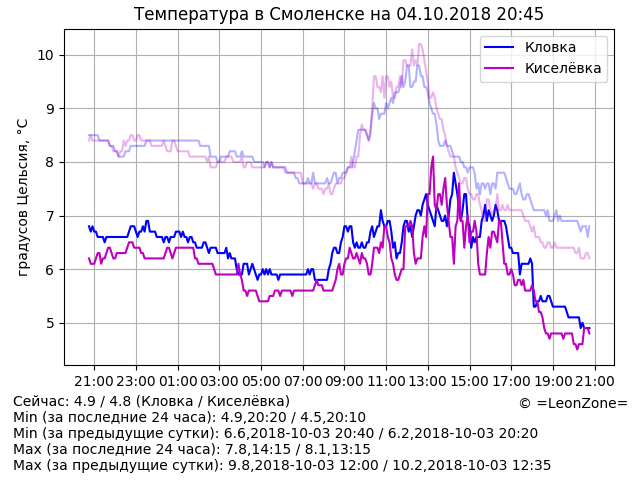 Температура в Смоленске на 04.10.2018 20:45
Кловка
Киселёвка
градусов Цельсия, °C
10
9
8
7
6
5
21:00 23:00 01:00 03:00 05:00 07:00 09:00 11:00 13:00 15:00 17:00 19:00 21:00
Сейчас: 4.9 / 4.8 (Кловка / Киселёвка)
© =LeonZone=
Min (за последние 24 часа): 4.9,20:20 / 4.5,20:10
Min (за предыдущие сутки): 6.6,2018-10-03 20:40 / 6.2,2018-10-03 20:20
Max (за последние 24 часа): 7.8,14:15 / 8.1,13:15
Max (за предыдущие сутки): 9.8,2018-10-03 12:00 / 10.2,2018-10-03 12:35